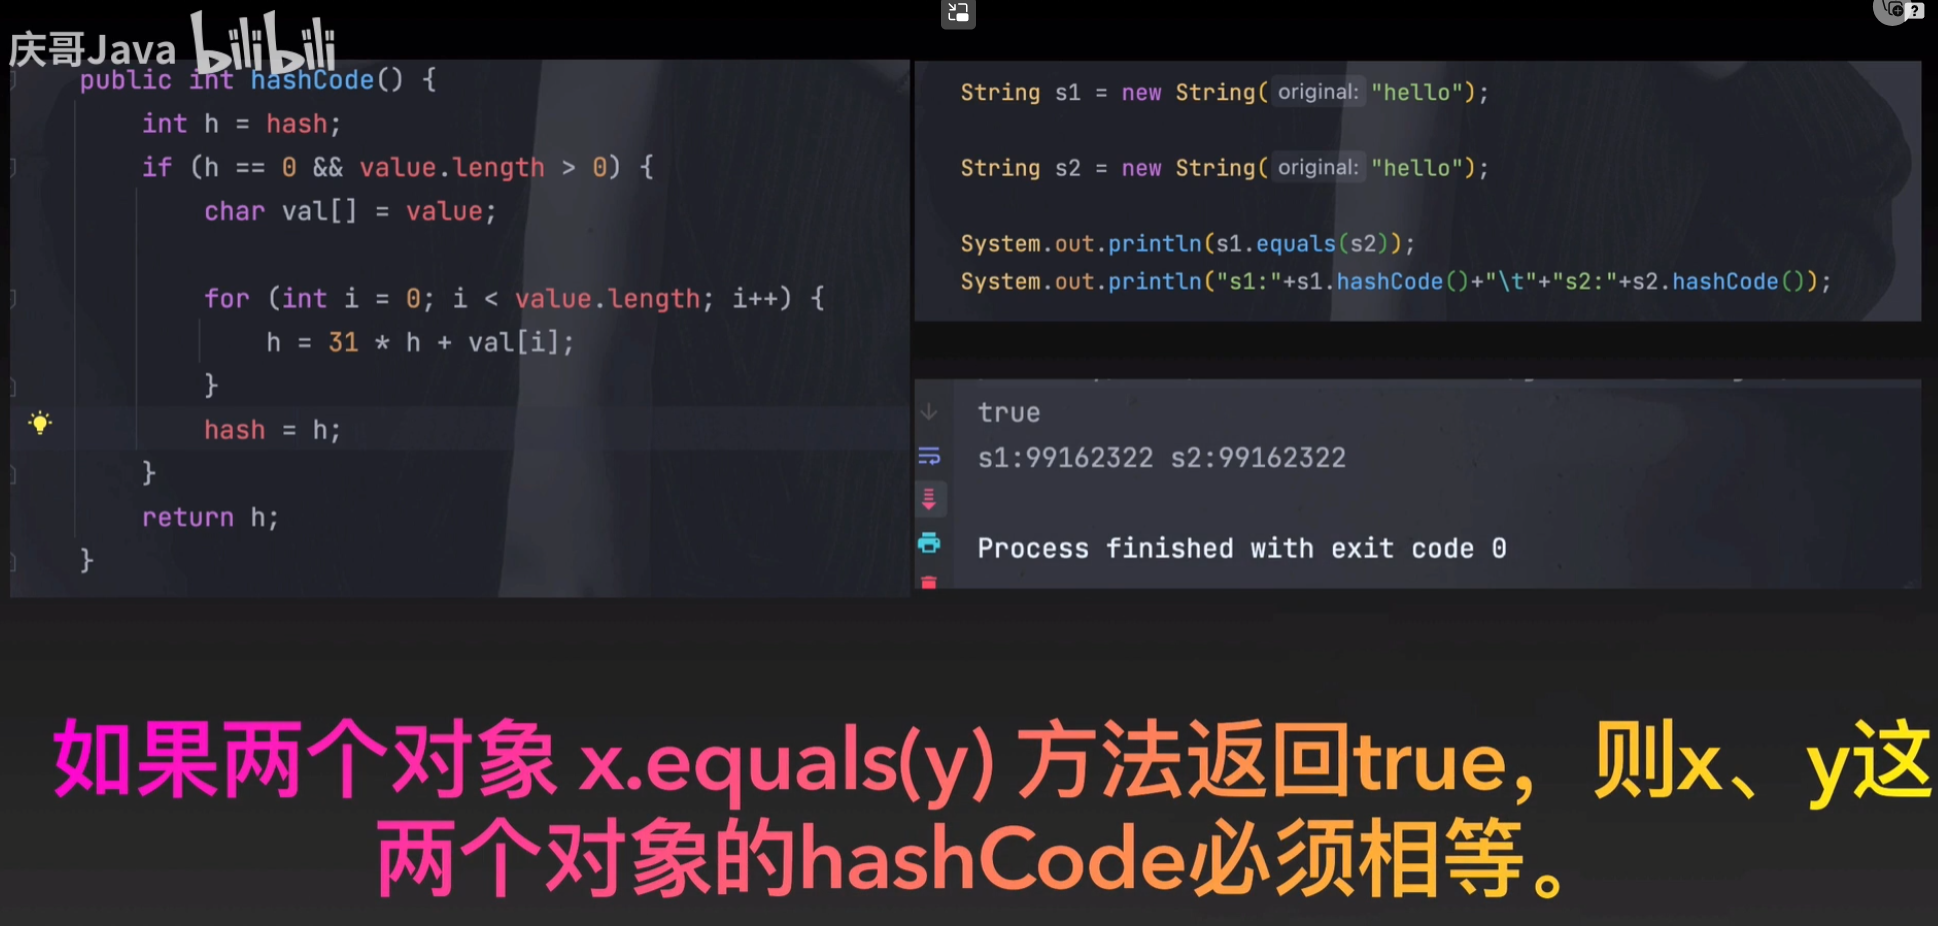 庆哥Java bilibili
public int hashCode() {
int h = hash;
if (h == 0 && value.length > 0) {
char val[] = value;
for (int i = 0; i < value.length; i++) {
h = 31 * h + val[i];
}
hash = h;
}
return h;
}
String s1 = new String( original: "hello");
String s2 = new String( original: "hello");
System.out.println(s1.equals(s2));
System.out.println("s1:"+s1.hashCode()+"\t"+"s2:"+s2.hashCode());
true
s1:99162322 s2:99162322
Process finished with exit code 0
如果两个对象 x.equals(y) 方法返回true，则x、y这
两个对象的hashCode必须相等。